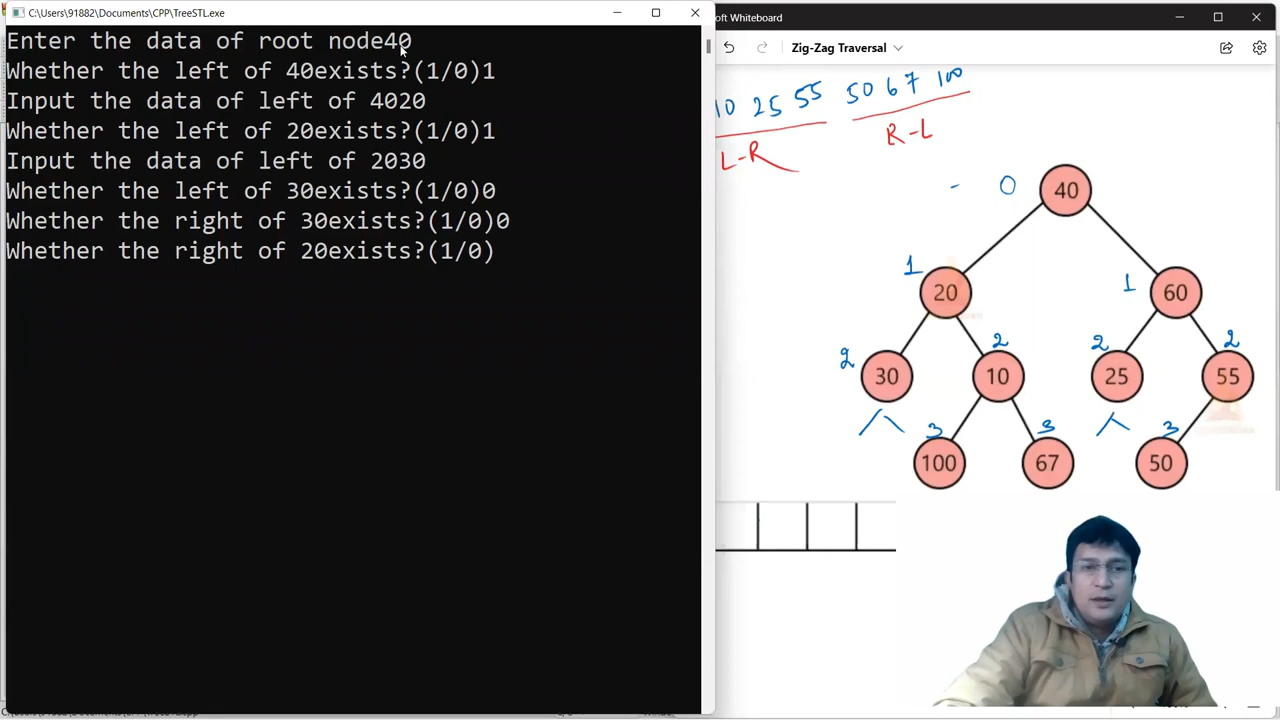 C:\Users\91882\Documents\CPP\TreeSTL.exe
Enter the data of root node40
Whether the left of 40exists?(1/0)1
Input the data of left of 4020
Whether the left of 20exists?(1/0)1
Input the data of left of 2030
Whether the left of 30exists?(1/0)0
Whether the right of 30exists?(1/0)0
Whether the right of 20exists?(1/0)
soft Whiteboard
Zig-Zag Traversal
10 25 55 50 67 100
L-R R-L
- 0 40
1 20 1 60
2 30 2 10 2 25 2 55
3 100 3 67 3 50